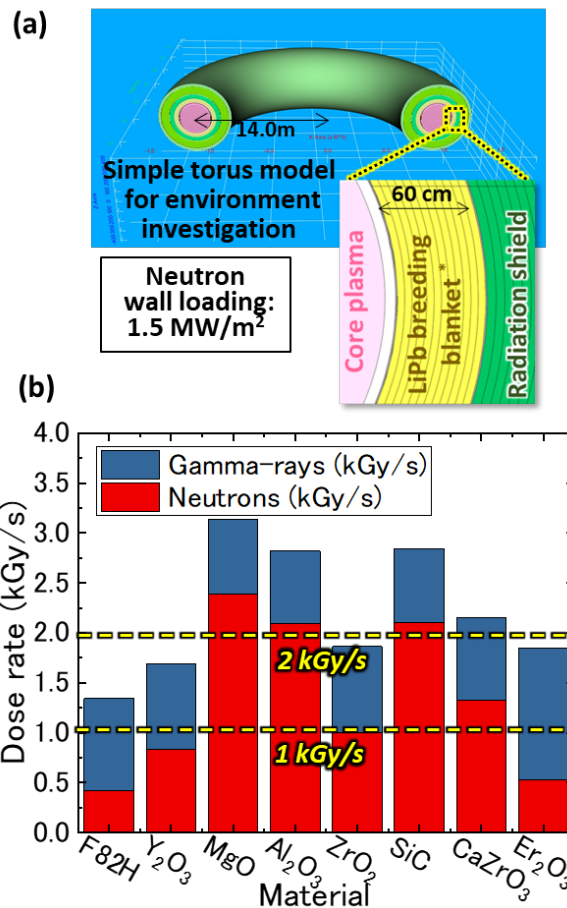 (a)
14.0m
Simple torus model
for environment
investigation
Neutron
wall loading:
1.5 MW/m²
60 cm
Core plasma
LiPb breeding
blanket*
Radiation shield
(b)
Dose rate (kGy/s)
4.0
3.5
3.0
2.5
2.0
1.5
1.0
0.5
0.0
Gamma-rays (kGy/s)
Neutrons (kGy/s)
2 kGy/s
1 kGy/s
F82H
Y₂O₃
MgO
Al₂O₃
ZrO₂
SiC
CaZrO₃
Er₂O₃
Material